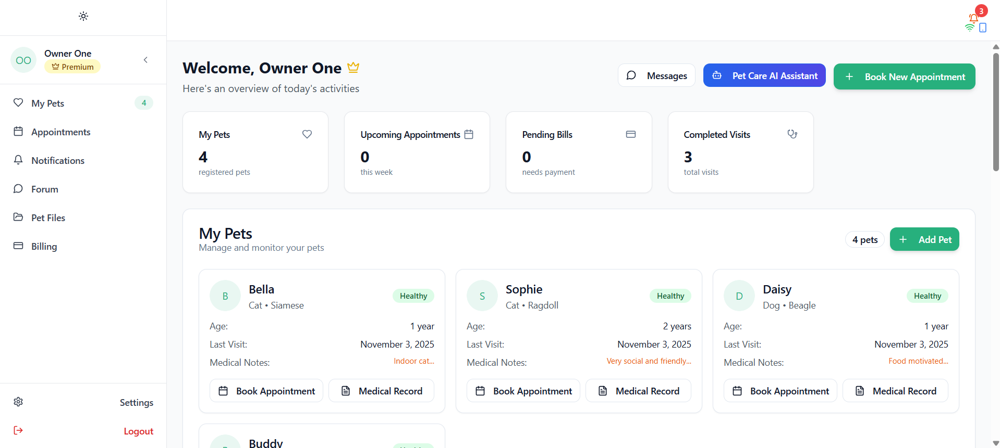 3
OO
Owner One
Premium
My Pets
4
Appointments
Notifications
Forum
Pet Files
Billing
Settings
Logout
Welcome, Owner One
Here's an overview of today's activities
Messages
Pet Care AI Assistant
Book New Appointment
My Pets
4
registered pets
Upcoming Appointments
0
this week
Pending Bills
0
needs payment
Completed Visits
3
total visits
My Pets
Manage and monitor your pets
4 pets
Add Pet
B
Bella
Cat • Siamese
Healthy
Age: 1 year
Last Visit: November 3, 2025
Medical Notes: Indoor cat...
Book Appointment
Medical Record
S
Sophie
Cat • Ragdoll
Healthy
Age: 2 years
Last Visit: November 3, 2025
Medical Notes: Very social and friendly...
Book Appointment
Medical Record
D
Daisy
Dog • Beagle
Healthy
Age: 1 year
Last Visit: November 3, 2025
Medical Notes: Food motivated...
Book Appointment
Medical Record
Buddy